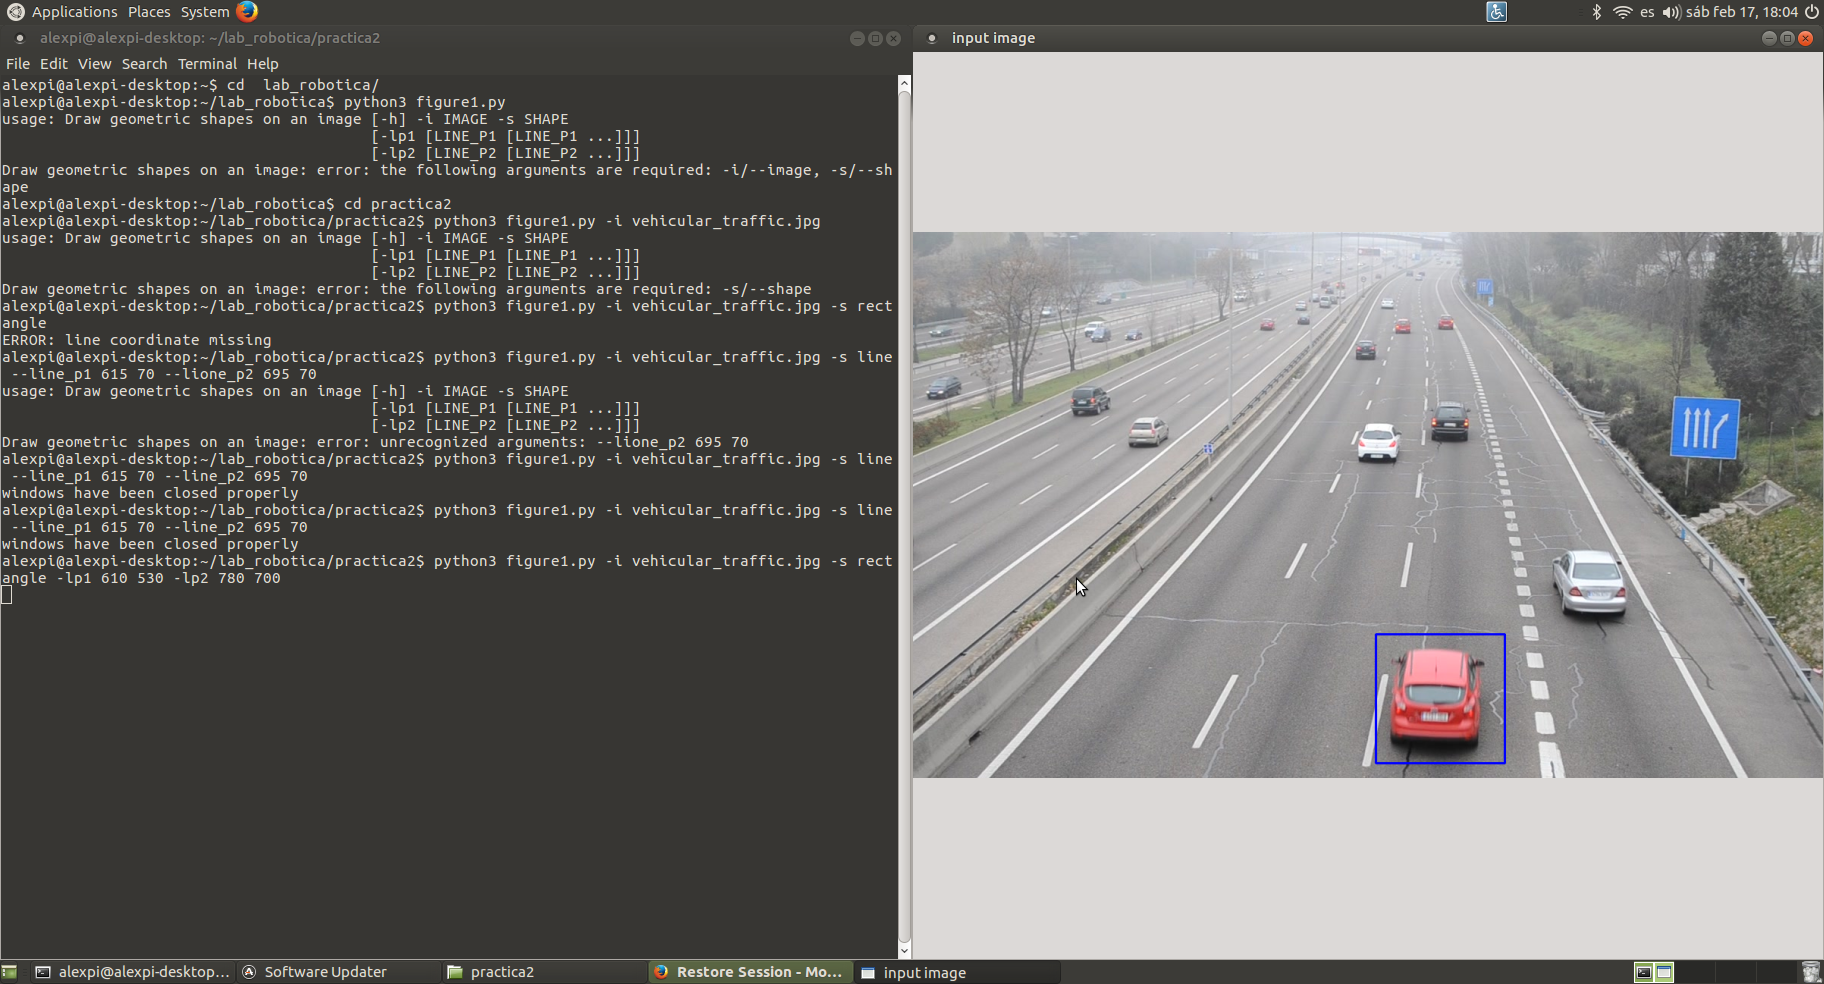 Applications Places System
es sáb feb 17, 18:04
alexpi@alexpi-desktop: ~/lab_robotica/practica2
File Edit View Search Terminal Help
alexpi@alexpi-desktop:~$ cd  lab_robotica/
alexpi@alexpi-desktop:~/lab_robotica$ python3 figure1.py
usage: Draw geometric shapes on an image [-h] -i IMAGE -s SHAPE
[-lp1 [LINE_P1 [LINE_P1 ...]]]
[-lp2 [LINE_P2 [LINE_P2 ...]]]
Draw geometric shapes on an image: error: the following arguments are required: -i/--image, -s/--sh
ape
alexpi@alexpi-desktop:~/lab_robotica$ cd practica2
alexpi@alexpi-desktop:~/lab_robotica/practica2$ python3 figure1.py -i vehicular_traffic.jpg
usage: Draw geometric shapes on an image [-h] -i IMAGE -s SHAPE
[-lp1 [LINE_P1 [LINE_P1 ...]]]
[-lp2 [LINE_P2 [LINE_P2 ...]]]
Draw geometric shapes on an image: error: the following arguments are required: -s/--shape
alexpi@alexpi-desktop:~/lab_robotica/practica2$ python3 figure1.py -i vehicular_traffic.jpg -s rect
angle
ERROR: line coordinate missing
alexpi@alexpi-desktop:~/lab_robotica/practica2$ python3 figure1.py -i vehicular_traffic.jpg -s line
--line_p1 615 70 --lione_p2 695 70
usage: Draw geometric shapes on an image [-h] -i IMAGE -s SHAPE
[-lp1 [LINE_P1 [LINE_P1 ...]]]
[-lp2 [LINE_P2 [LINE_P2 ...]]]
Draw geometric shapes on an image: error: unrecognized arguments: --lione_p2 695 70
alexpi@alexpi-desktop:~/lab_robotica/practica2$ python3 figure1.py -i vehicular_traffic.jpg -s line
--line_p1 615 70 --line_p2 695 70
windows have been closed properly
alexpi@alexpi-desktop:~/lab_robotica/practica2$ python3 figure1.py -i vehicular_traffic.jpg -s line
--line_p1 615 70 --line_p2 695 70
windows have been closed properly
alexpi@alexpi-desktop:~/lab_robotica/practica2$ python3 figure1.py -i vehicular_traffic.jpg -s rect
angle -lp1 610 530 -lp2 780 700
input image
alexpi@alexpi-desktop... Software Updater practica2 Restore Session - Mo... input image